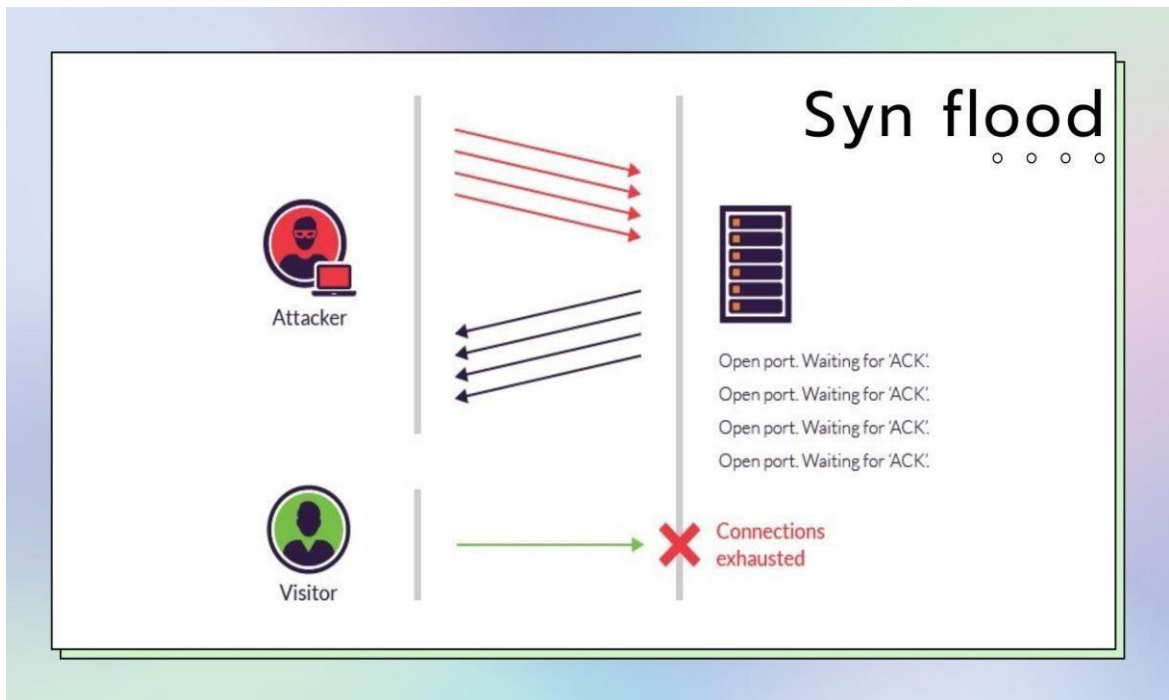 Syn flood
Attacker
Open port. Waiting for 'ACK'.
Open port. Waiting for 'ACK'.
Open port. Waiting for 'ACK'.
Open port. Waiting for 'ACK'.
Visitor
Connections
exhausted